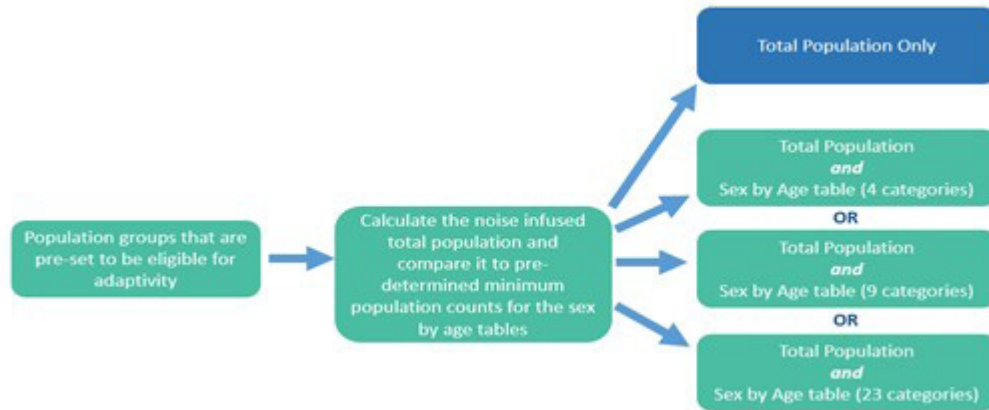 Total Population Only
Total Population
and
Sex by Age table (4 categories)
OR
Population groups that are
pre-set to be eligible for
adaptivity
Calculate the noise infused
total population and
compare it to pre-
determined minimum
population counts for the sex
by age tables
Total Population
and
Sex by Age table (9 categories)
OR
Total Population
and
Sex by Age table (23 categories)